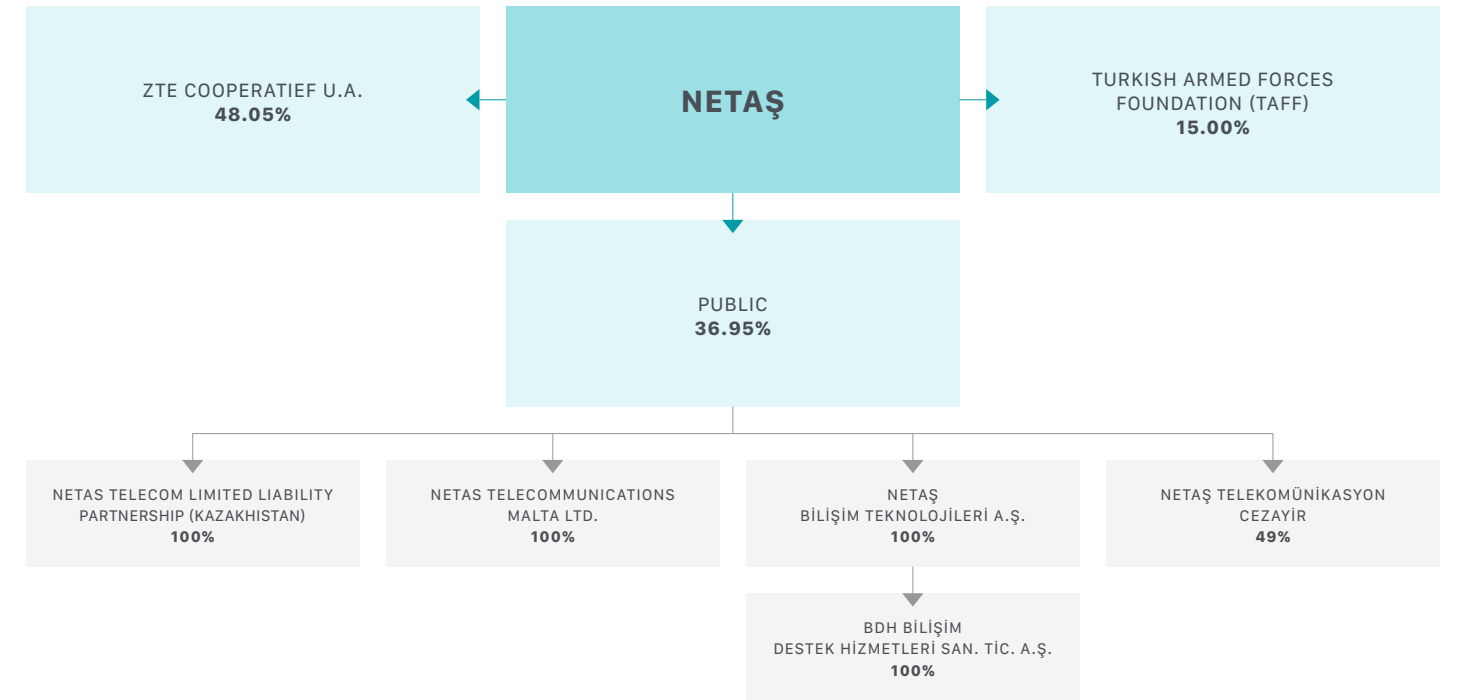 ZTE COOPERATIEF U.A.
48.05%
NETAŞ
TURKISH ARMED FORCES
FOUNDATION (TAFF)
15.00%
PUBLIC
36.95%
NETAS TELECOM LIMITED LIABILITY
PARTNERSHIP (KAZAKHISTAN)
100%
NETAS TELECOMMUNICATIONS
MALTA LTD.
100%
NETAŞ
BİLİŞİM TEKNOLOJİLERİ A.Ş.
100%
NETAŞ TELEKOMÜNİKASYON
CEZAYİR
49%
BDH BİLİŞİM
DESTEK HİZMETLERİ SAN. TİC. A.Ş.
100%